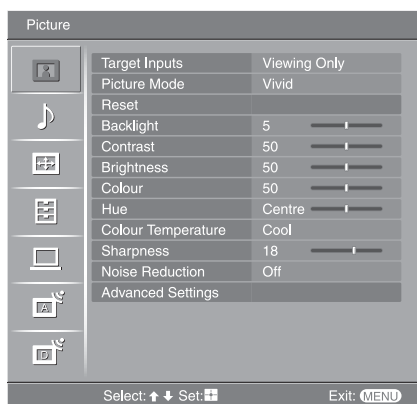 Picture
Target Inputs Viewing Only
Picture Mode Vivid
Reset
Backlight 5
Contrast 50
Brightness 50
Colour 50
Hue Centre
Colour Temperature Cool
Sharpness 18
Noise Reduction Off
Advanced Settings
A
D
Select: Set: Exit: MENU